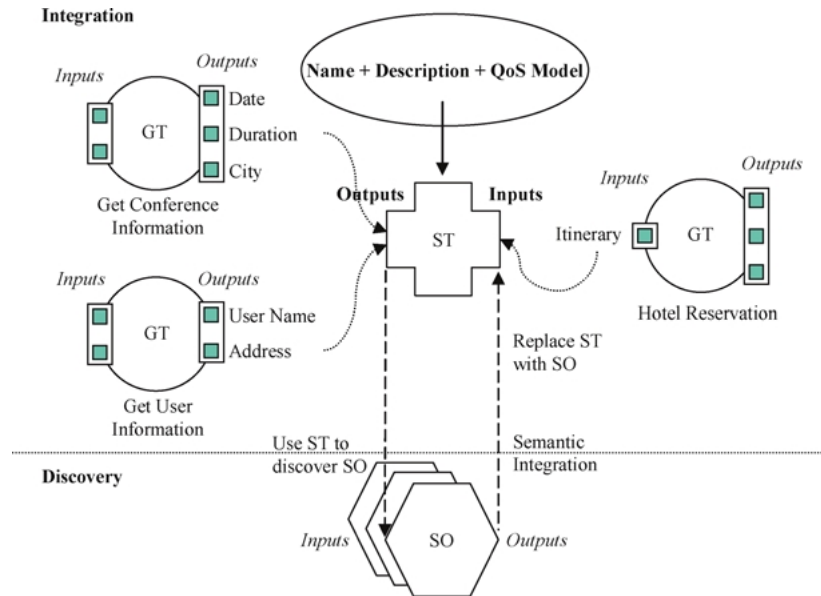 Integration
Name + Description + QoS Model
Inputs
Outputs
GT
Date
Duration
City
Get Conference
Information
Outputs
Inputs
ST
Inputs
Outputs
Itinerary
GT
Hotel Reservation
Inputs
Outputs
GT
User Name
Address
Get User
Information
Replace ST
with SO
Use ST to
discover SO
Semantic
Integration
Discovery
Inputs
SO
Outputs